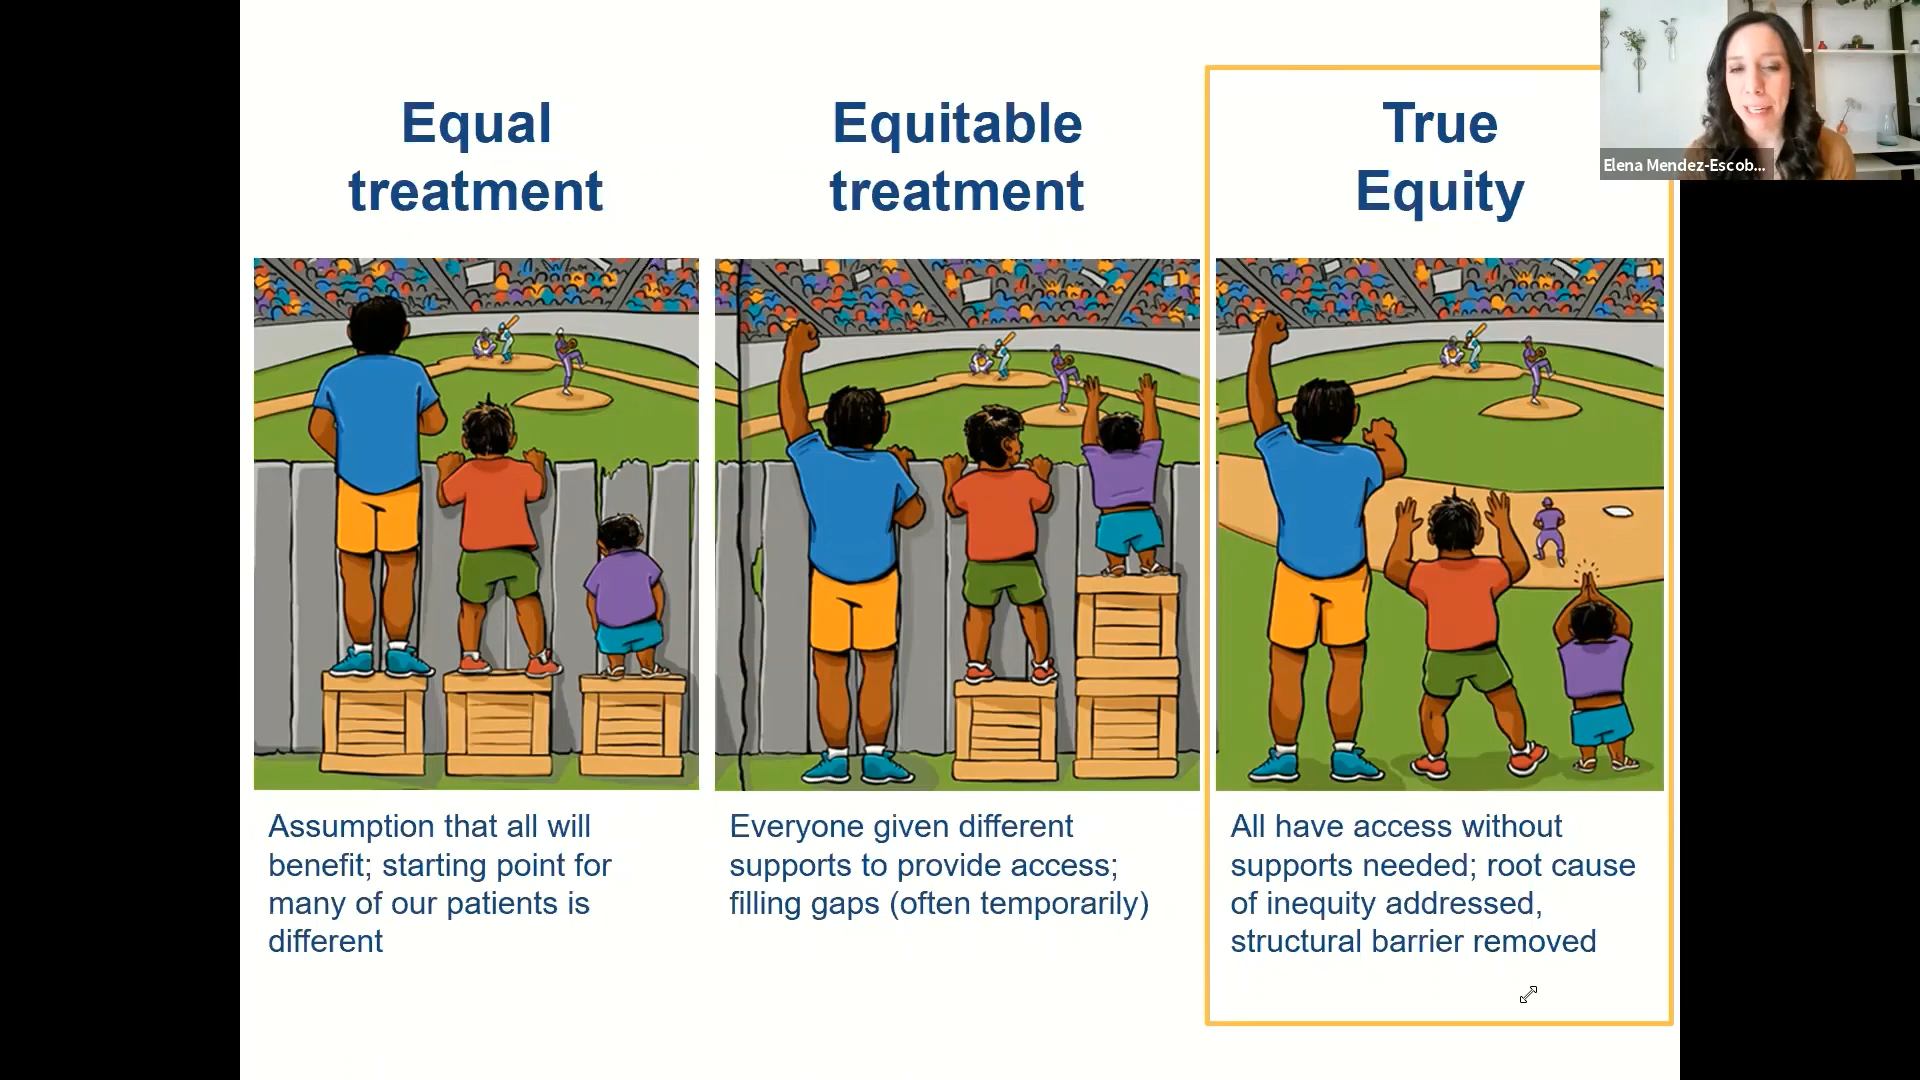 Equal
treatment
Equitable
treatment
True
Equity
Elena Mendez-Escob...
Assumption that all will
benefit; starting point for
many of our patients is
different
Everyone given different
supports to provide access;
filling gaps (often temporarily)
All have access without
supports needed; root cause
of inequity addressed,
structural barrier removed